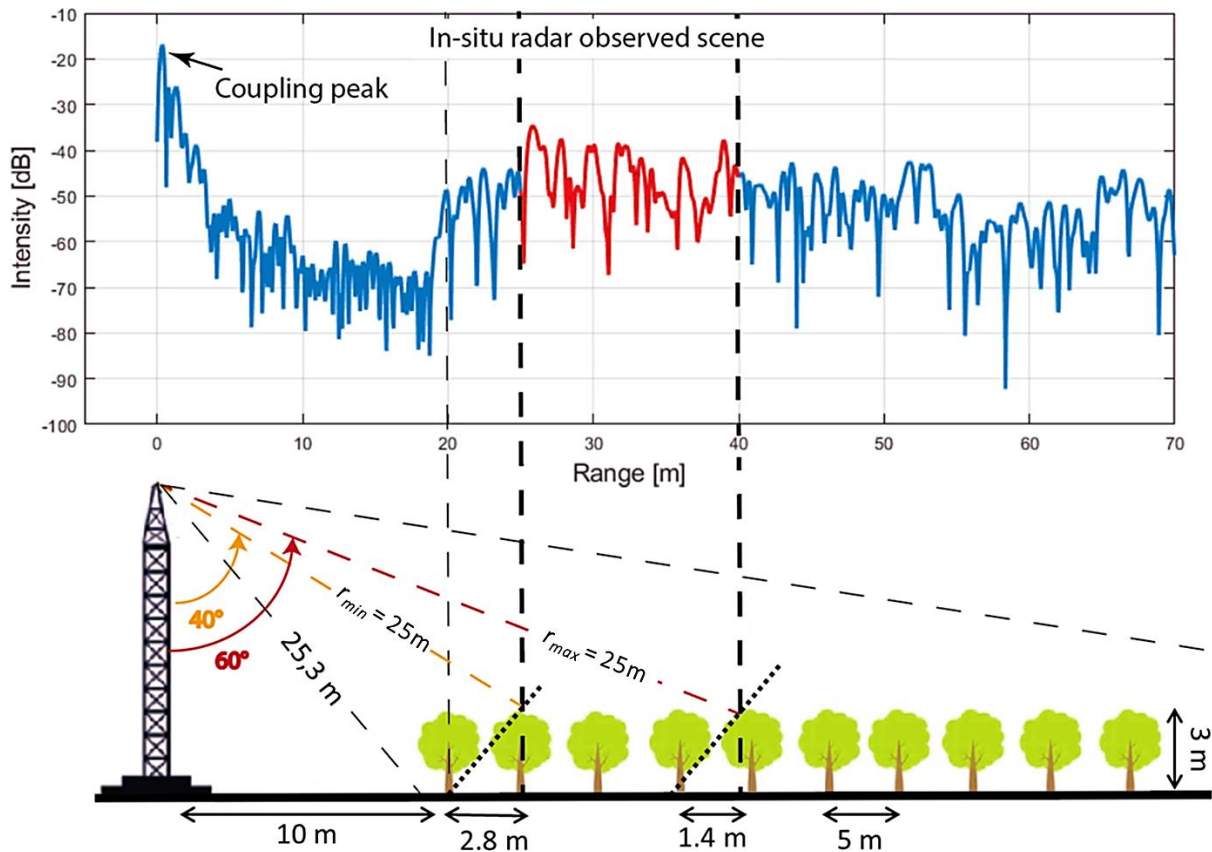 -10
-20
-30
-40
-50
-60
-70
-80
-90
-100
Intensity [dB]
In-situ radar observed scene
Coupling peak
0
10
20
30
40
50
60
70
Range [m]
40°
60°
25,3 m
rmin = 25m
rmax = 25m
3 m
10 m
2.8 m
1.4 m
5 m